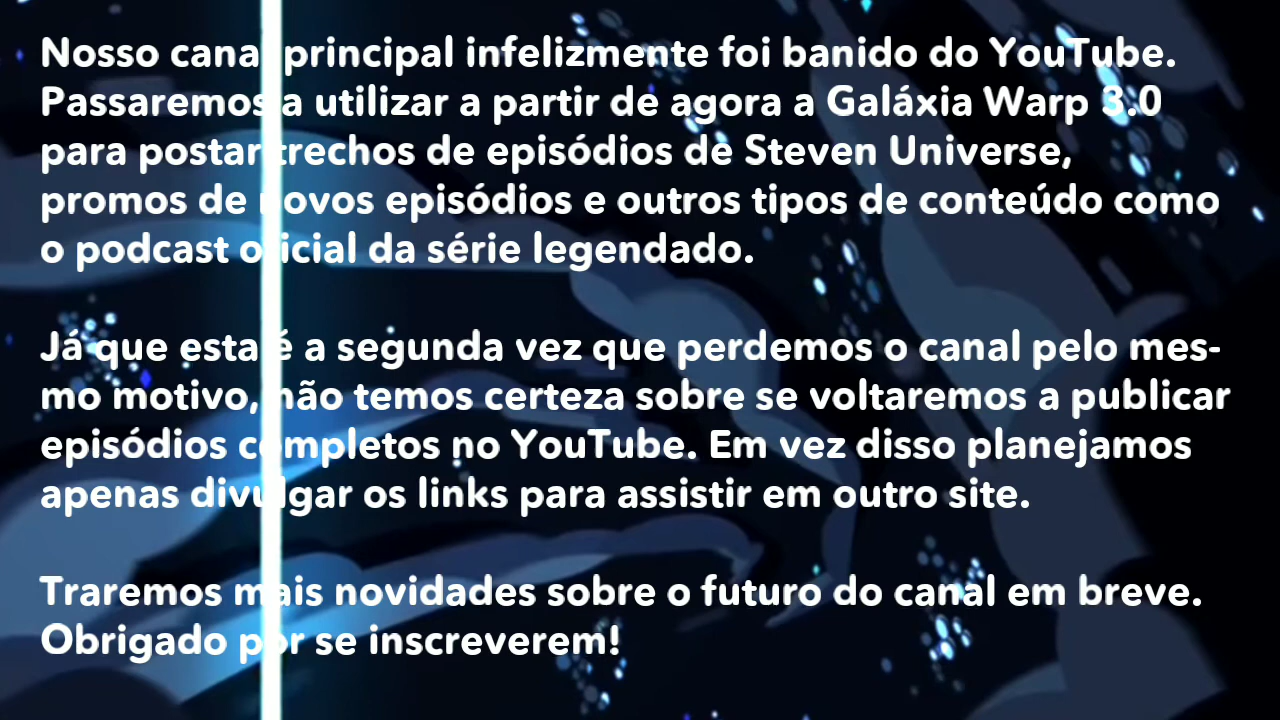 Nosso canal principal infelizmente foi banido do YouTube.
Passaremos a utilizar a partir de agora a Galáxia Warp 3.0
para postar trechos de episódios de Steven Universe,
promos de novos episódios e outros tipos de conteúdo como
o podcast oficial da série legendado.
Já que esta é a segunda vez que perdemos o canal pelo mes-
mo motivo, não temos certeza sobre se voltaremos a publicar
episódios completos no YouTube. Em vez disso planejamos
apenas divulgar os links para assistir em outro site.
Traremos mais novidades sobre o futuro do canal em breve.
Obrigado por se inscreverem!